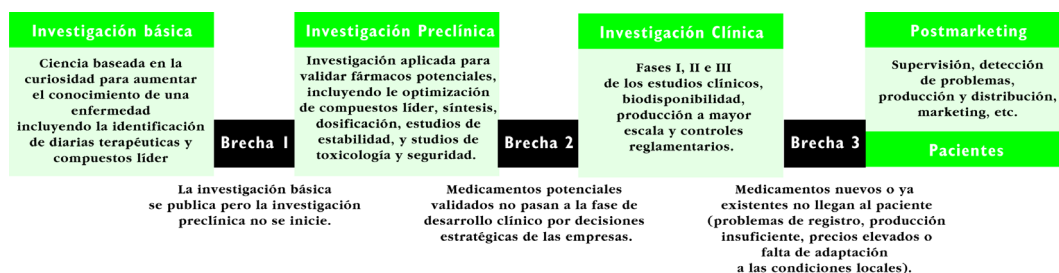 Investigación básica
Ciencia baseada en la
curiosidad para aumentar
el conocimiento de una
enfermedad
incluyendo la identificación
de diarias terapéuticas y
compuestos líder
Brecha 1
La investigación básica
se publica pero la investigación
preclínica no se inicie.
Investigación Preclínica
Investigación aplicada para
validar fármacos potenciales,
incluyendo le optimización
de compuestos líder, síntesis,
dosificación, estudios de
estabilidad, y studios de
toxicología y seguridad.
Brecha 2
Medicamentos potenciales
validados no pasan a la fase de
desarrollo clínico por decisiones
estratégicas de las empresas.
Investigación Clínica
Fases I, II e III
de los estudios clínicos,
biodisponibilidad,
producción a mayor
escala y controles
reglamentarios.
Brecha 3
Medicamentos nuevos o ya
existentes no llegan al paciente
(problemas de registro, producción
insuficiente, precios elevados o
falta de adaptación
a las condiciones locales).
Postmarketing
Supervisión, detección
de problemas,
producción y distribución,
marketing, etc.
Pacientes